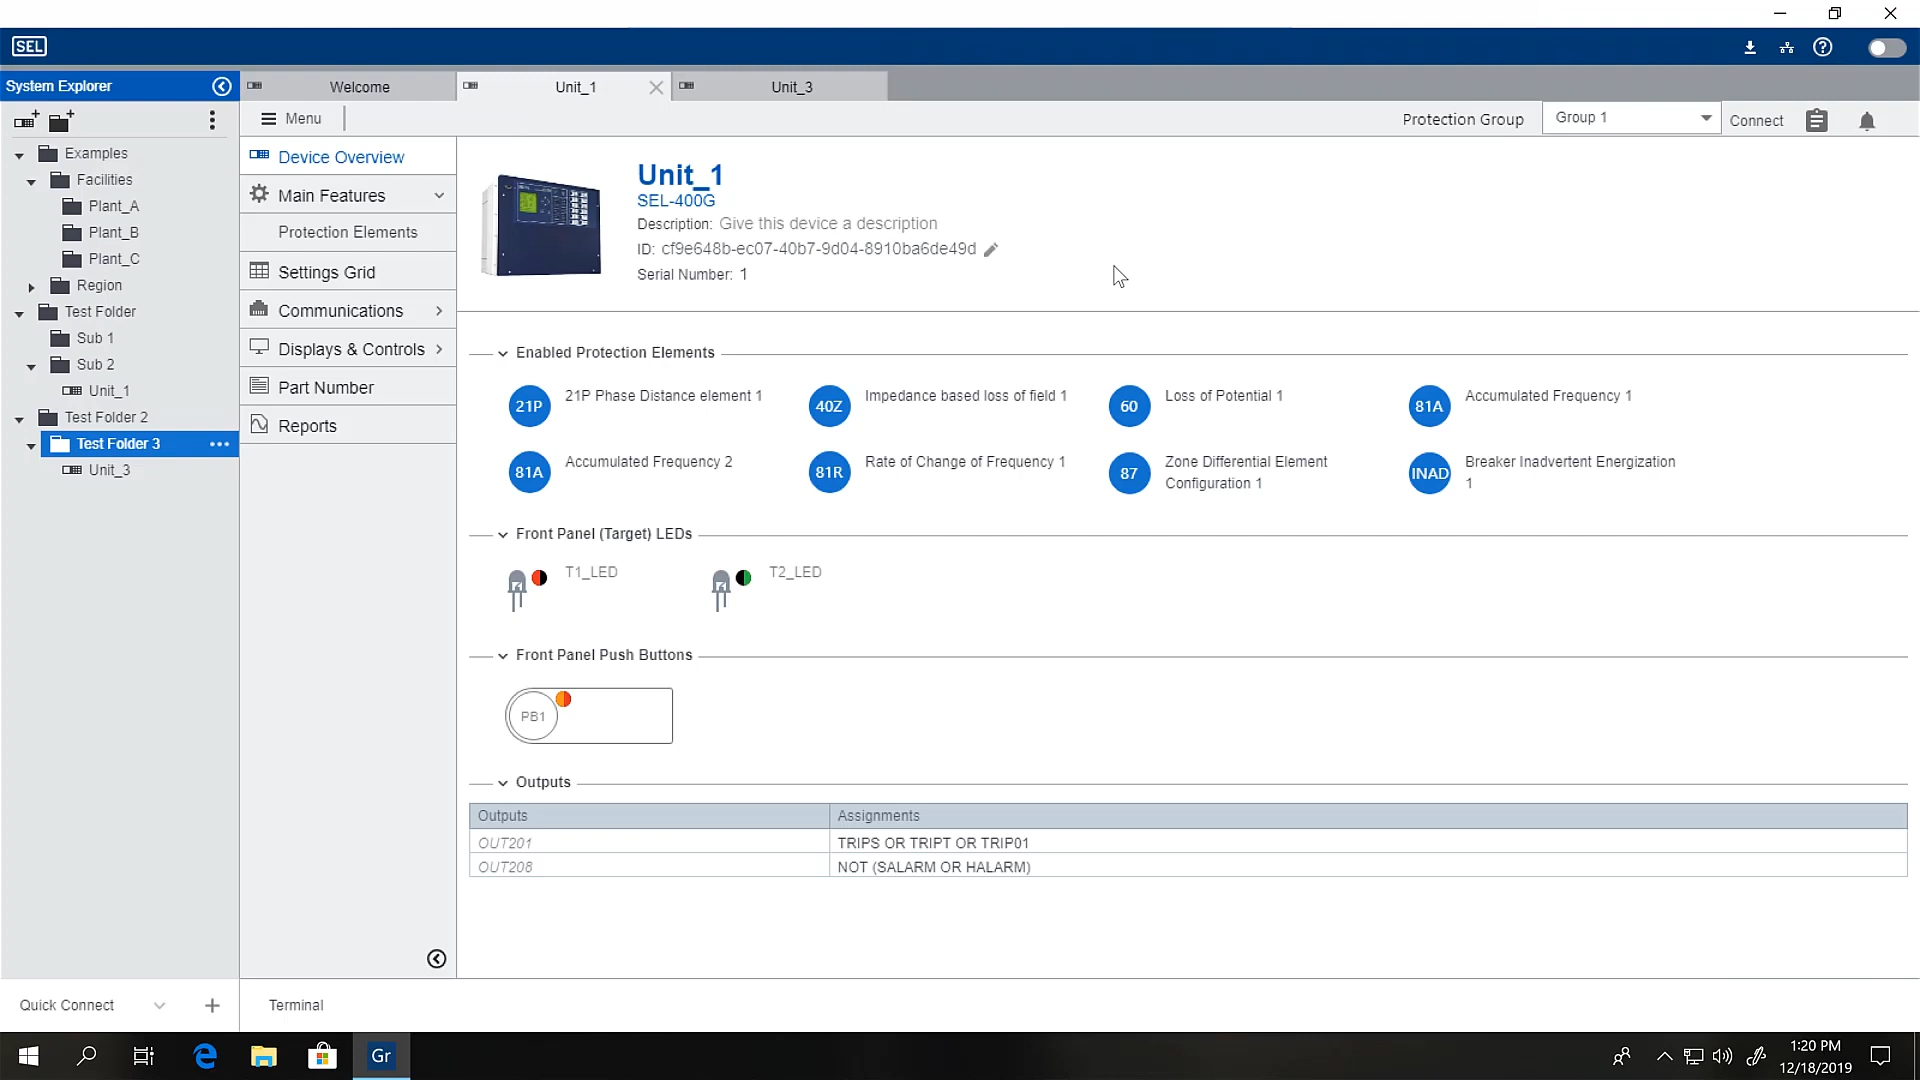 SEL
System Explorer
Welcome
Unit_1
Unit_3
Menu
Protection Group
Group 1
Connect
Examples
Facilities
Plant_A
Plant_B
Plant_C
Region
Test Folder
Sub 1
Sub 2
Unit_1
Test Folder 2
Test Folder 3
Unit_3
Device Overview
Main Features
Protection Elements
Settings Grid
Communications
Displays & Controls
Part Number
Reports
Unit_1
SEL-400G
Description: Give this device a description
ID: cf9e648b-ec07-40b7-9d04-8910ba6de49d
Serial Number: 1
Enabled Protection Elements
21P 21P Phase Distance element 1
40Z Impedance based loss of field 1
60 Loss of Potential 1
81A Accumulated Frequency 1
81A Accumulated Frequency 2
81R Rate of Change of Frequency 1
87 Zone Differential Element
Configuration 1
INAD Breaker Inadvertent Energization
1
Front Panel (Target) LEDs
T1_LED
T2_LED
Front Panel Push Buttons
PB1
Outputs
Outputs Assignments
OUT201 TRIPS OR TRIPT OR TRIP01
OUT208 NOT (SALARM OR HALARM)
Quick Connect
Terminal
Gr
1:20 PM
12/18/2019